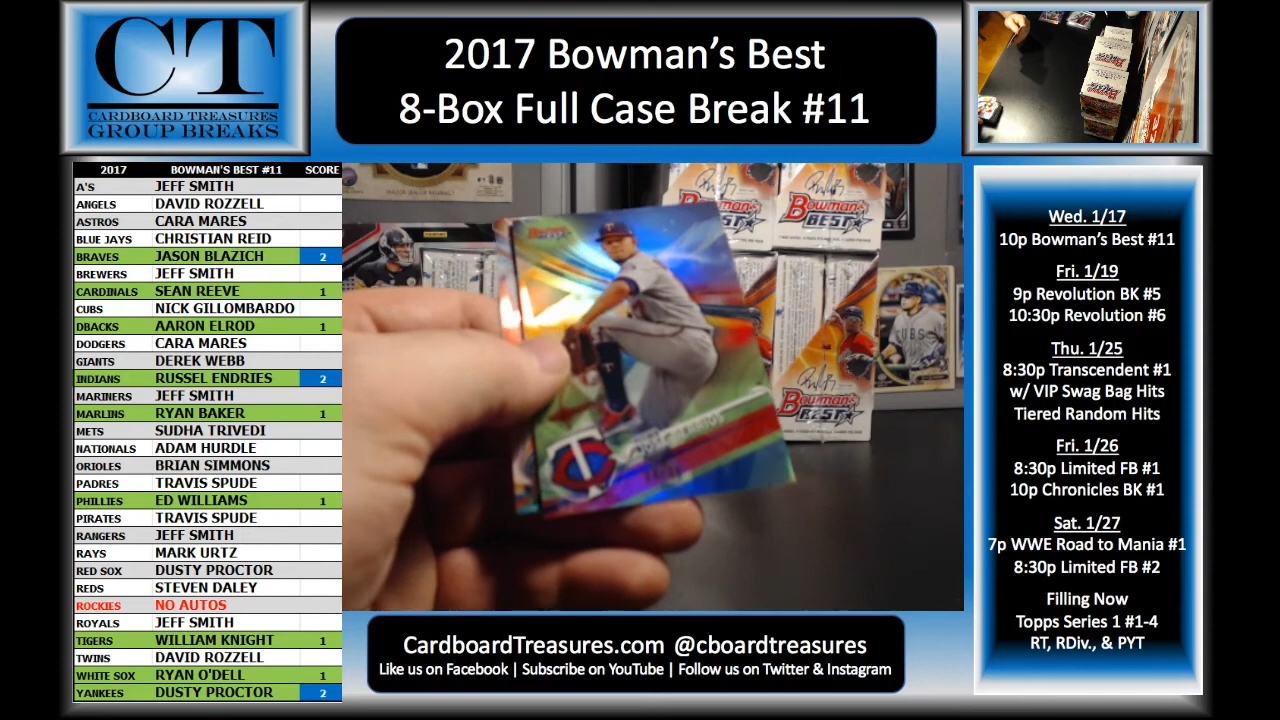 CT
CARDBOARD TREASURES
GROUP BREAKS
2017 Bowman's Best
8-Box Full Case Break #11
2017 BOWMAN'S BEST #11 SCORE
A'S JEFF SMITH
ANGELS DAVID ROZZELL
ASTROS CARA MARES
BLUE JAYS CHRISTIAN REID
BRAVES JASON BLAZICH 2
BREWERS JEFF SMITH
CARDINALS SEAN REEVE 1
CUBS NICK GILLOMBARDO
DBACKS AARON ELROD 1
DODGERS CARA MARES
GIANTS DEREK WEBB
INDIANS RUSSEL ENDRIES 2
MARINERS JEFF SMITH
MARLINS RYAN BAKER 1
METS SUDHA TRIVEDI
NATIONALS ADAM HURDLE
ORIOLES BRIAN SIMMONS
PADRES TRAVIS SPUDE
PHILLIES ED WILLIAMS 1
PIRATES TRAVIS SPUDE
RANGERS JEFF SMITH
RAYS MARK URTZ
RED SOX DUSTY PROCTOR
REDS STEVEN DALEY
ROCKIES NO AUTOS
ROYALS JEFF SMITH
TIGERS WILLIAM KNIGHT 1
TWINS DAVID ROZZELL
WHITE SOX RYAN O'DELL 1
YANKEES DUSTY PROCTOR 2
Bowman's
BEST
Bowman's
BEST
Bowman's
BEST
CUBS
TC
CardboardTreasures.com @cboardtreasures
Like us on Facebook | Subscribe on YouTube | Follow us on Twitter & Instagram
Wed. 1/17
10p Bowman's Best #11
Fri. 1/19
9p Revolution BK #5
10:30p Revolution #6
Thu. 1/25
8:30p Transcendent #1
w/ VIP Swag Bag Hits
Tiered Random Hits
Fri. 1/26
8:30p Limited FB #1
10p Chronicles BK #1
Sat. 1/27
7p WWE Road to Mania #1
8:30p Limited FB #2
Filling Now
Topps Series 1 #1-4
RT, RDiv., & PYT